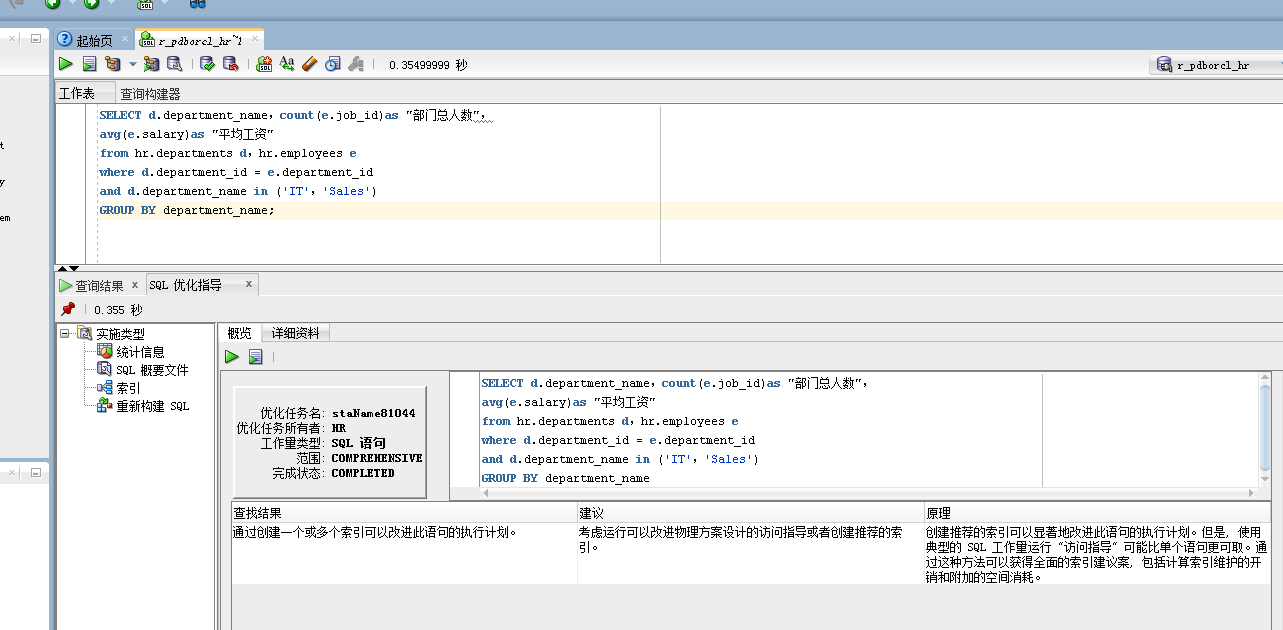 SQL
起始页
r_pdborcl_hr~1
0.35499999 秒
r_pdborcl_hr
工作表
查询构建器
SELECT d.department_name，count(e.job_id)as “部门总人数”，
avg(e.salary)as “平均工资”
from hr.departments d，hr.employees e
where d.department_id = e.department_id
and d.department_name in ('IT'，'Sales')
GROUP BY department_name;
查询结果
SQL 优化指导
0.355 秒
实施类型
统计信息
SQL 概要文件
索引
重新构建 SQL
概览
详细资料
优化任务名: staName81044
优化任务所有者: HR
工作量类型: SQL 语句
范围: COMPREHENSIVE
完成状态: COMPLETED
SELECT d.department_name，count(e.job_id)as “部门总人数”，
avg(e.salary)as “平均工资”
from hr.departments d，hr.employees e
where d.department_id = e.department_id
and d.department_name in ('IT'，'Sales')
GROUP BY department_name
查找结果
建议
原理
通过创建一个或多个索引可以改进此语句的执行计划。
考虑运行可以改进物理方案设计的访问指导或者创建推荐的索
引。
创建推荐的索引可以显著地改进此语句的执行计划。但是, 使用
典型的 SQL 工作量运行 “访问指导” 可能比单个语句更可取。通
过这种方法可以获得全面的索引建议案, 包括计算索引维护的开
销和附加的空间消耗。